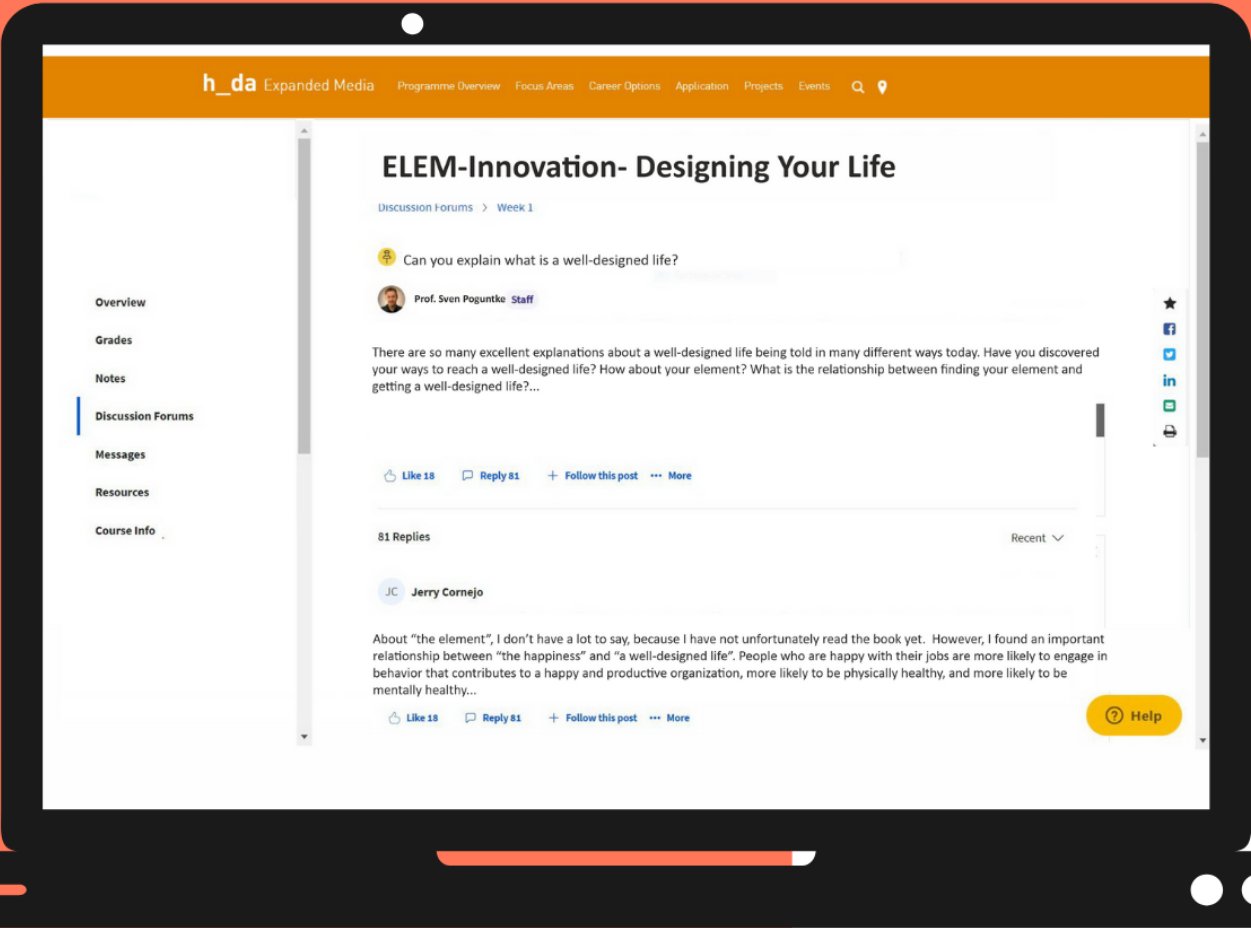 h_da Expanded Media Programme Overview Focus Areas Career Options Application Projects Events
ELEM-Innovation- Designing Your Life
Discussion Forums > Week 1
Can you explain what is a well-designed life?
Prof. Sven Poguntke Staff
Overview
Grades
Notes
Discussion Forums
Messages
Resources
Course Info
There are so many excellent explanations about a well-designed life being told in many different ways today. Have you discovered
your ways to reach a well-designed life? How about your element? What is the relationship between finding your element and
getting a well-designed life?...
Like 18 Reply 81 + Follow this post ••• More
81 Replies
Recent
JC Jerry Cornejo
About “the element”, I don’t have a lot to say, because I have not unfortunately read the book yet. However, I found an important
relationship between “the happiness” and “a well-designed life”. People who are happy with their jobs are more likely to engage in
behavior that contributes to a happy and productive organization, more likely to be physically healthy, and more likely to be
mentally healthy...
Like 18 Reply 81 + Follow this post ••• More
? Help